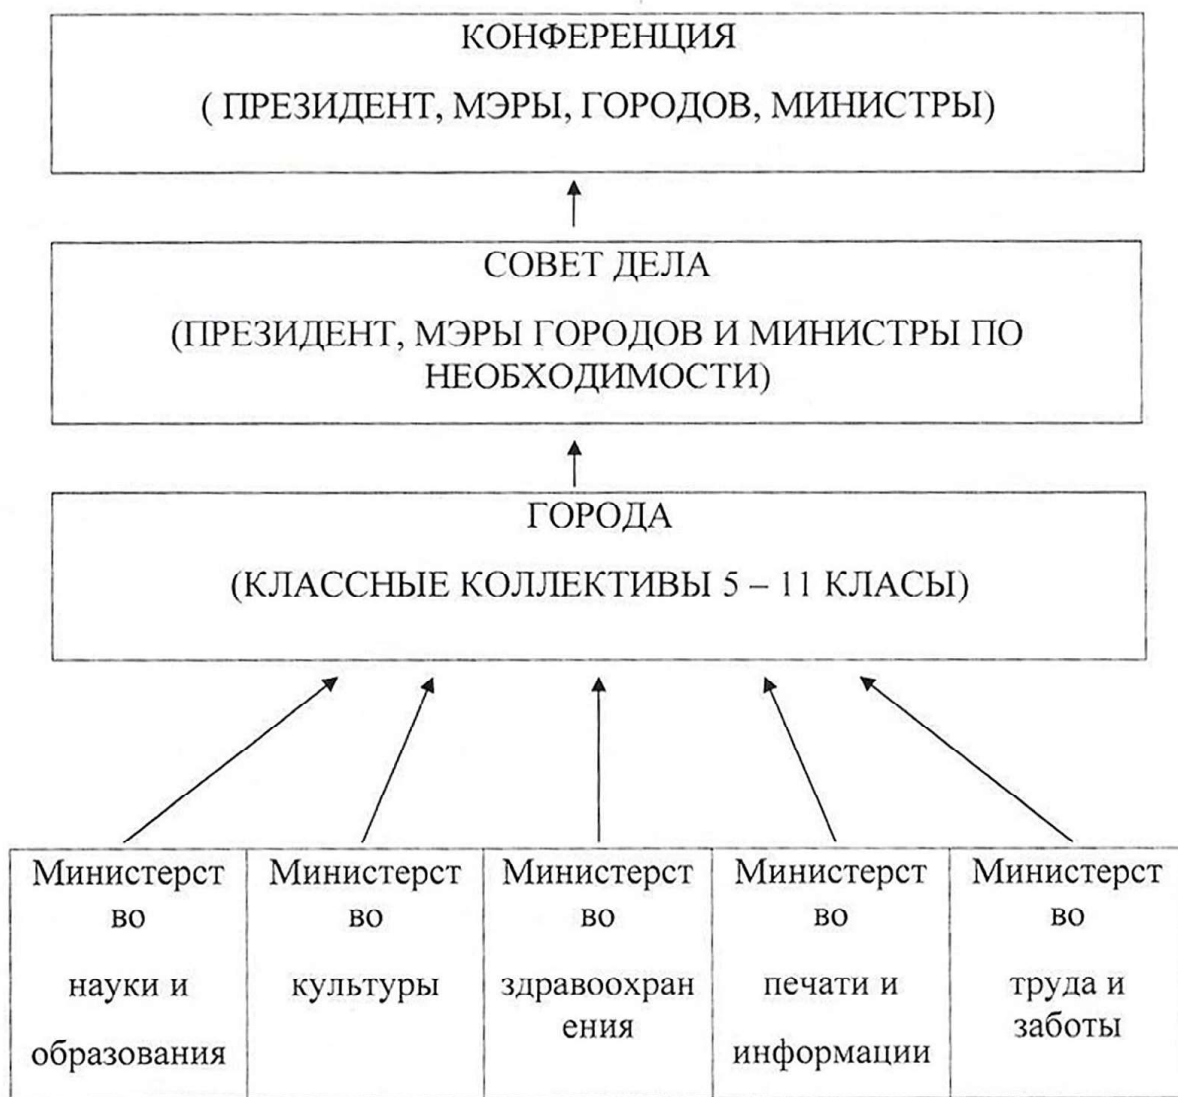 КОНФЕРЕНЦИЯ
( ПРЕЗИДЕНТ, МЭРЫ, ГОРОДОВ, МИНИСТРЫ)
СОВЕТ ДЕЛА
(ПРЕЗИДЕНТ, МЭРЫ ГОРОДОВ И МИНИСТРЫ ПО
НЕОБХОДИМОСТИ)
ГОРОДА
(КЛАССНЫЕ КОЛЛЕКТИВЫ 5 – 11 КЛАСЫ)
Министерст
во
науки и
образования
Министерст
во
культуры
Министерст
во
здравоохран
ения
Министерст
во
печати и
информации
Министерст
во
труда и
заботы